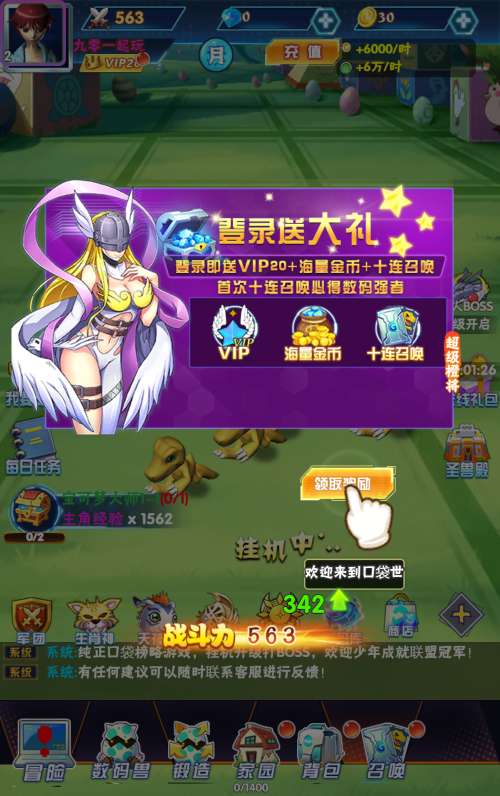 563
0
30
2
九零一起玩
VIP20
月
充值
+6000/时
+6万/时
登录送大礼
登录即送VIP20+海量金币+十连召唤
首次十连召唤必得数码强者
VIP
VIP
海量金币
十连召唤
超级橙将
BOSS
级开启
:01:26
线礼包
每日任务
圣兽殿
(0/1)
主角经验 x 1562
0/2
领取奖励
挂机中
欢迎来到口袋世
342
战斗力 563
军团
生肖神
商店
系统 系统:纯正口袋榜略游戏，挂机升级打BOSS，欢迎少年成就联盟冠军！
系统 系统:有任何建议可以随时联系客服进行反馈！
冒险
数码兽
锻造
家园
背包
召唤
0/1400